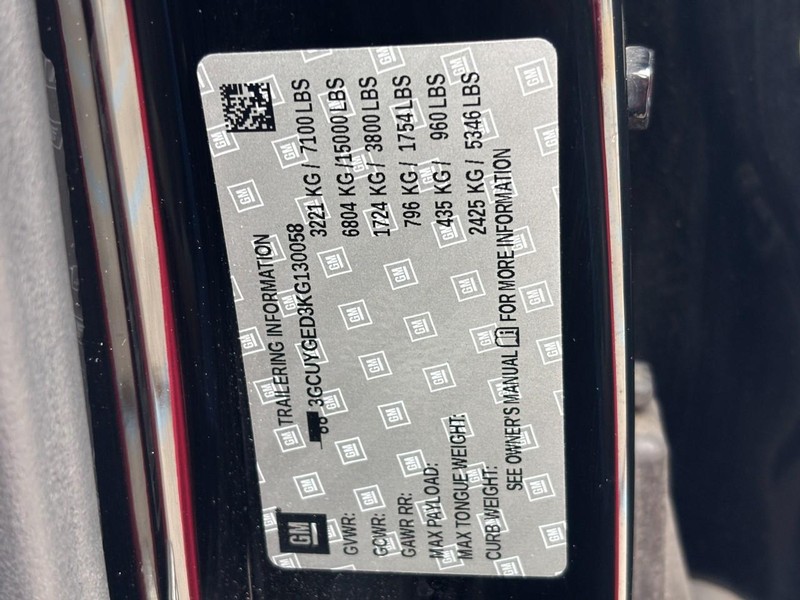 GM
TRAILERING INFORMATION
3GCUYGED3KG130058
GVWR: 3221 KG / 7100 LBS
GCWR: 6804 KG /15000 LBS
GAWR RR: 1724 KG / 3800 LBS
MAX PAYLOAD: 796 KG / 1754 LBS
MAX TONGUE WEIGHT: 435 KG / 960 LBS
CURB WEIGHT: 2425 KG / 5346 LBS
SEE OWNER'S MANUAL FOR MORE INFORMATION